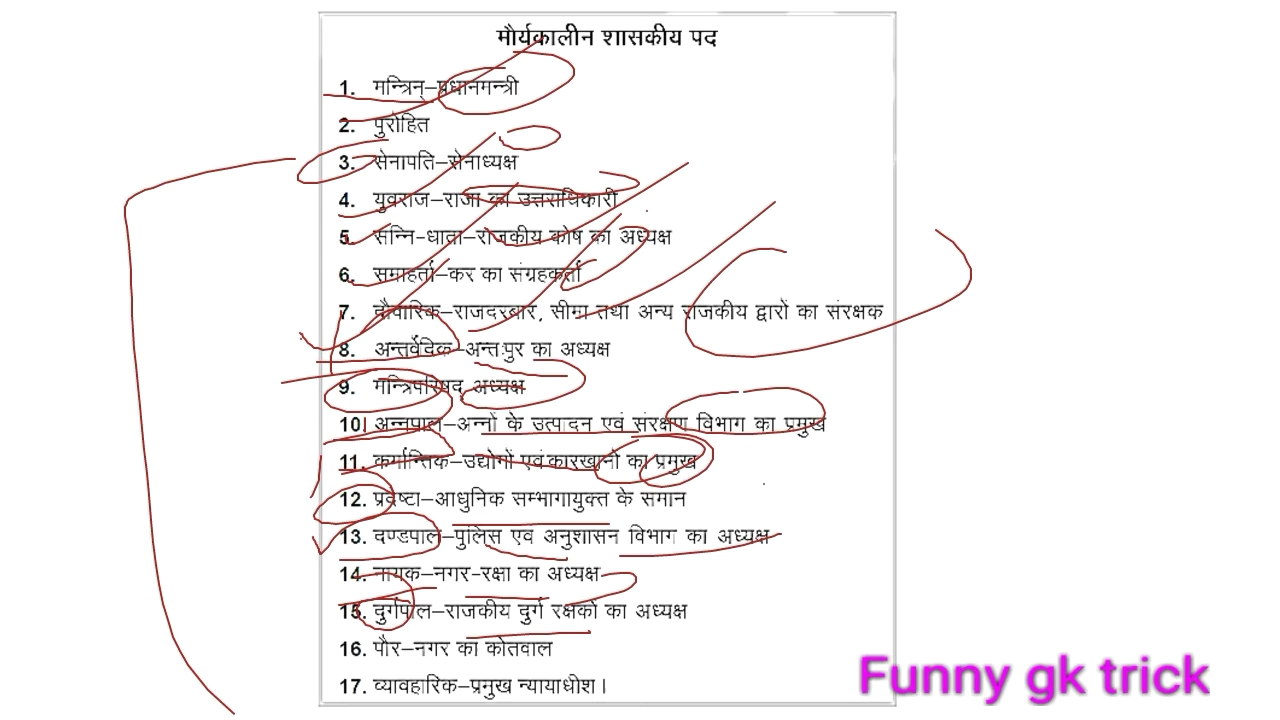 मौर्यकालीन शासकीय पद
1. मन्त्रिन्–प्रधानमन्त्री
2. पुरोहित
3. सेनापति–सेनाध्यक्ष
4. युवराज–राजा का उत्तराधिकारी
5. सन्नि-धाता–राजकीय कोष का अध्यक्ष
6. समाहर्ता–कर का संग्रहकर्ता
7. दौवारिक–राजदरबार, सीमा तथा अन्य राजकीय द्वारों का संरक्षक
8. अन्तर्वेदिक–अन्तःपुर का अध्यक्ष
9. मन्त्रिपरिषद् अध्यक्ष
10। अन्नपाल–अन्नों के उत्पादन एवं संरक्षण विभाग का प्रमुख
11. कर्मान्तिक–उद्योगों एवं कारखानों का प्रमुख
12. प्रदेष्टा–आधुनिक सम्भागायुक्त के समान
13. दण्डपाल–पुलिस एवं अनुशासन विभाग का अध्यक्ष
14. नायक–नगर-रक्षा का अध्यक्ष
15. दुर्गपाल–राजकीय दुर्ग रक्षकों का अध्यक्ष
16. पौर–नगर का कोतवाल
17. व्यावहारिक–प्रमुख न्यायाधीश।
Funny gk trick